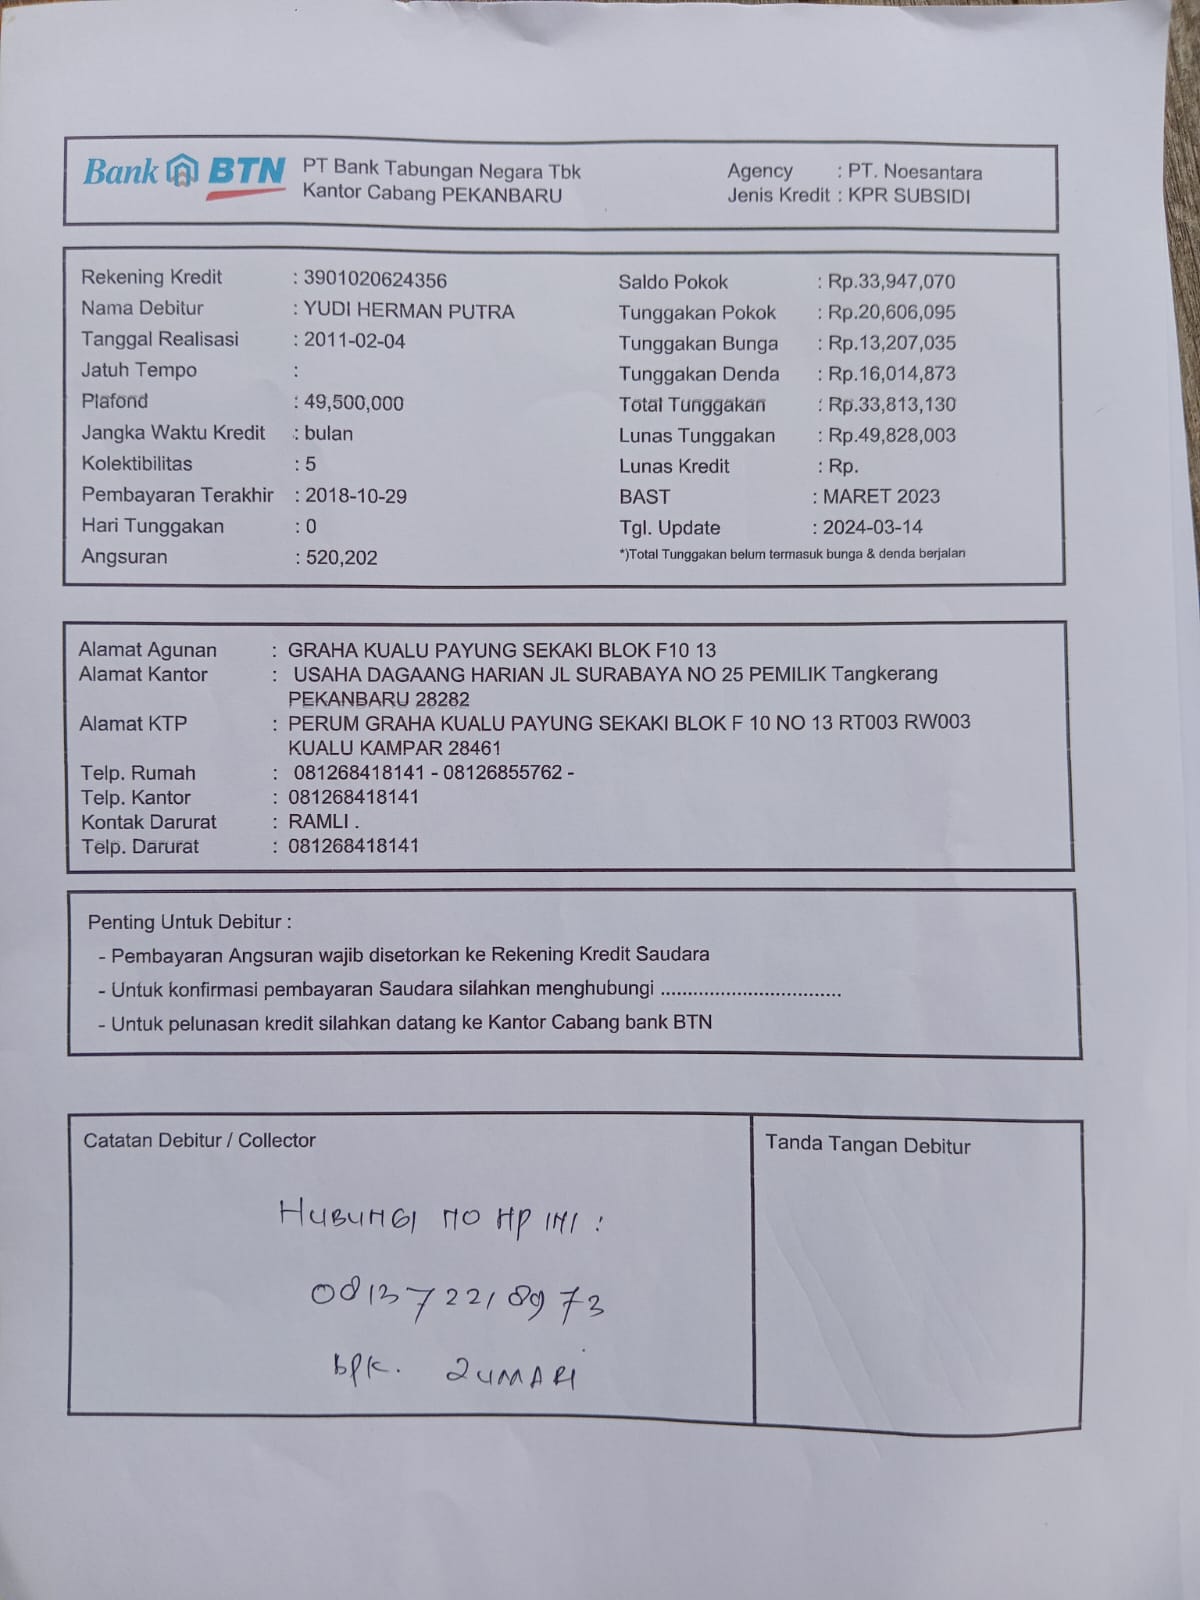 Bank BTN PT Bank Tabungan Negara Tbk
Kantor Cabang PEKANBARU
Agency : PT. Noesantara
Jenis Kredit : KPR SUBSIDI
Rekening Kredit : 3901020624356
Nama Debitur : YUDI HERMAN PUTRA
Tanggal Realisasi : 2011-02-04
Jatuh Tempo :
Plafond : 49,500,000
Jangka Waktu Kredit : bulan
Kolektibilitas : 5
Pembayaran Terakhir : 2018-10-29
Hari Tunggakan : 0
Angsuran : 520,202
Saldo Pokok : Rp.33,947,070
Tunggakan Pokok : Rp.20,606,095
Tunggakan Bunga : Rp.13,207,035
Tunggakan Denda : Rp.16,014,873
Total Tunggakan : Rp.33,813,130
Lunas Tunggakan : Rp.49,828,003
Lunas Kredit : Rp.
BAST : MARET 2023
Tgl. Update : 2024-03-14
*)Total Tunggakan belum termasuk bunga & denda berjalan
Alamat Agunan : GRAHA KUALU PAYUNG SEKAKI BLOK F10 13
Alamat Kantor : USAHA DAGAANG HARIAN JL SURABAYA NO 25 PEMILIK Tangkerang
PEKANBARU 28282
Alamat KTP : PERUM GRAHA KUALU PAYUNG SEKAKI BLOK F 10 NO 13 RT003 RW003
KUALU KAMPAR 28461
Telp. Rumah : 081268418141 - 08126855762 -
Telp. Kantor : 081268418141
Kontak Darurat : RAMLI .
Telp. Darurat : 081268418141
Penting Untuk Debitur :
- Pembayaran Angsuran wajib disetorkan ke Rekening Kredit Saudara
- Untuk konfirmasi pembayaran Saudara silahkan menghubungi .................................
- Untuk pelunasan kredit silahkan datang ke Kantor Cabang bank BTN
Catatan Debitur / Collector
HUBUNGI NO HP INI :
081372218973
bpk. ZUMARI
Tanda Tangan Debitur